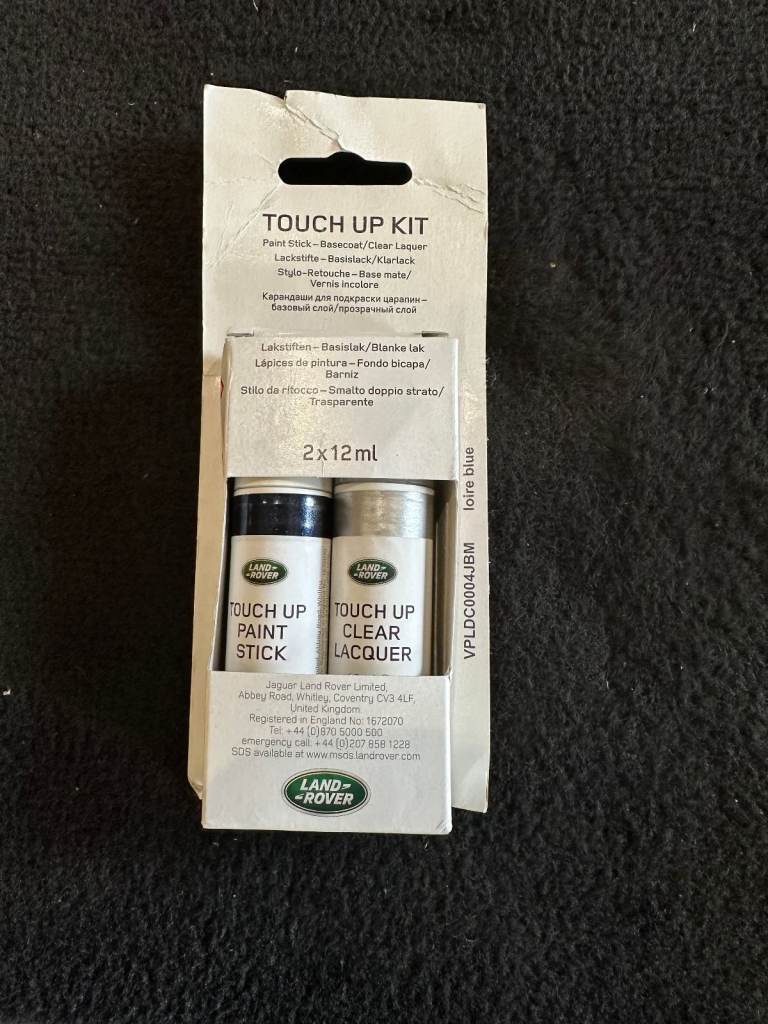 TOUCH UP KIT
Paint Stick – Basecoat/Clear Laquer
Lackstifte – Basislack/Klarlack
Stylo-Retouche – Base mate/
Vernis incolore
Карандаши для подкраски царапин –
базовый слой/прозрачный слой
Lakstiften – Basislak/Blanke lak
Lápices de pintura – Fondo bicapa/
Barniz
Stilo da ritocco – Smalto doppio strato/
Trasparente
2 x 12 ml
LAND ROVER
TOUCH UP
PAINT
STICK
LAND ROVER
TOUCH UP
CLEAR
LACQUER
VPLDC0004JBM loire blue
Jaguar Land Rover Limited,
Abbey Road, Whitley, Coventry CV3 4LF,
United Kingdom.
Registered in England No: 1672070
Tel: +44 (0)870 5000 500
emergency call: +44 (0)207 858 1228
SDS available at www.msds.landrover.com
LAND
ROVER